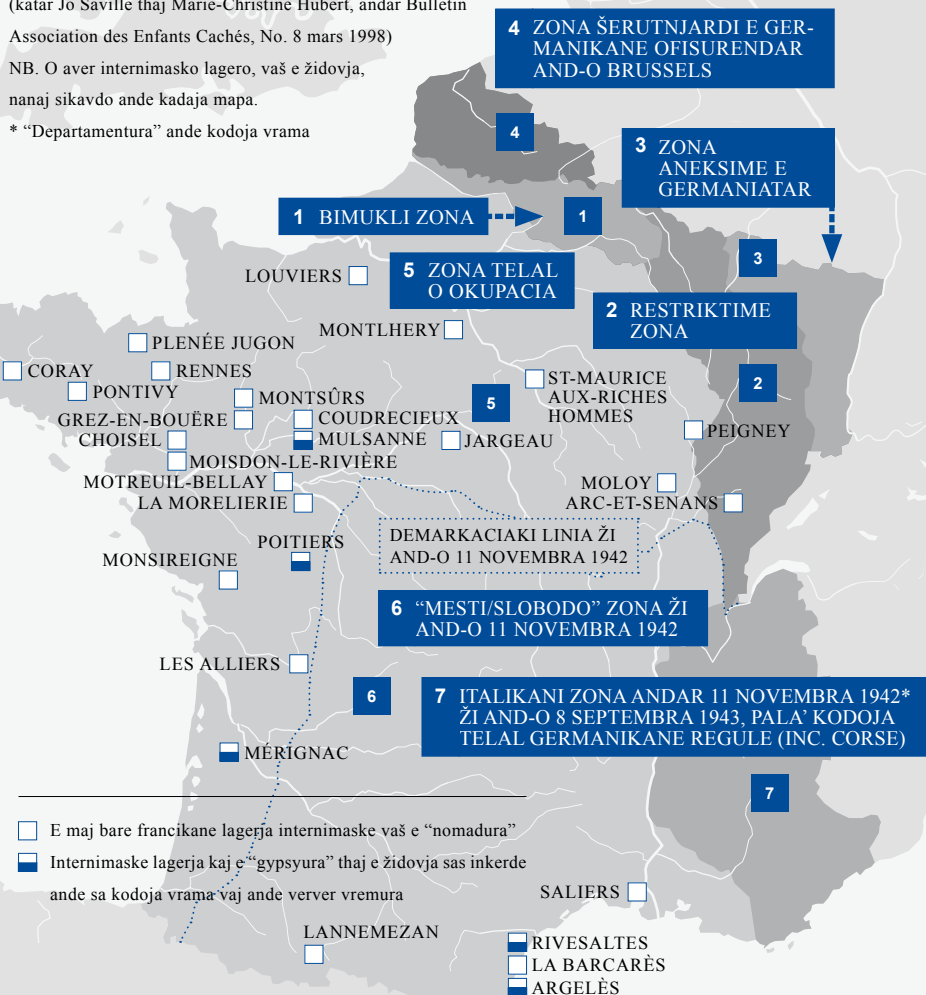 (katar Jo Saville thaj Marie-Christine Hubert, andar Bulletin
Association des Enfants Cachés, No. 8 mars 1998)
NB. O aver internimasko lagero, vaš e židovja,
nanaj sikavdo ande kadaja mapa.
* “Departamentura” ande kodoja vrama
4 ZONA ŠERUTNJARDI E GER-
MANIKANE OFISURENDAR
AND-O BRUSSELS
4
3 ZONA
ANEKSIME E
GERMANIATAR
1 BIMUKLI ZONA
1
3
5 ZONA TELAL
O OKUPACIA
2 RESTRIKTIME
ZONA
2
LOUVIERS
MONTLHERY
PLENÉE JUGON
CORAY
RENNES
PONTIVY
MONTSÛRS
GREZ-EN-BOUËRE
COUDRECIEUX
CHOISEL
MULSANNE
JARGEAU
5
ST-MAURICE
AUX-RICHES
HOMMES
PEIGNEY
MOISDON-LE-RIVIÈRE
MOTREUIL-BELLAY
LA MORELIERIE
MOLOY
ARC-ET-SENANS
DEMARKACIAKI LINIA ŽI
AND-O 11 NOVEMBRA 1942
POITIERS
MONSIREIGNE
6 “MESTI/SLOBODO” ZONA ŽI
AND-O 11 NOVEMBRA 1942
LES ALLIERS
6
7 ITALIKANI ZONA ANDAR 11 NOVEMBRA 1942*
ŽI AND-O 8 SEPTEMBRA 1943, PALA’ KODOJA
TELAL GERMANIKANE REGULE (INC. CORSE)
MÉRIGNAC
7
E maj bare francikane lagerja internimaske vaš e “nomadura”
Internimaske lagerja kaj e “gypsyura” thaj e židovja sas inkerde
ande sa kodoja vrama vaj ande verver vremura
SALIERS
LANNEMEZAN
RIVESALTES
LA BARCARÈS
ARGELÈS